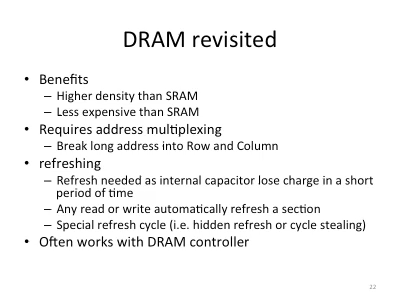 DRAM revisited
• Benefits
– Higher density than SRAM
– Less expensive than SRAM
• Requires address multiplexing
– Break long address into Row and Column
• refreshing
– Refresh needed as internal capacitor lose charge in a short
period of time
– Any read or write automatically refresh a section
– Special refresh cycle (i.e. hidden refresh or cycle stealing)
• Often works with DRAM controller
22